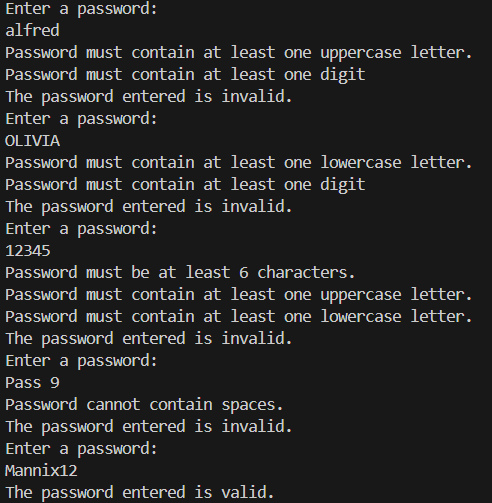 Enter a password:
alfred
Password must contain at least one uppercase letter.
Password must contain at least one digit
The password entered is invalid.
Enter a password:
OLIVIA
Password must contain at least one lowercase letter.
Password must contain at least one digit
The password entered is invalid.
Enter a password:
12345
Password must be at least 6 characters.
Password must contain at least one uppercase letter.
Password must contain at least one lowercase letter.
The password entered is invalid.
Enter a password:
Pass 9
Password cannot contain spaces.
The password entered is invalid.
Enter a password:
Mannix12
The password entered is valid.